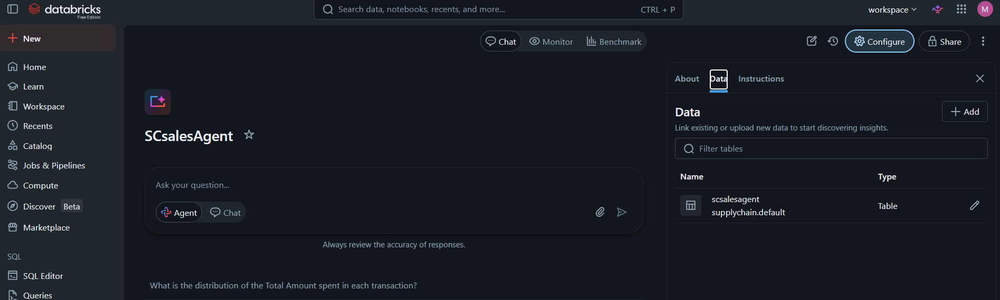 databricks
Free Edition
Search data, notebooks, recents, and more...
CTRL + P
workspace
M
New
Chat
Monitor
Benchmark
Configure
Share
Home
Learn
Workspace
Recents
Catalog
Jobs & Pipelines
Compute
Discover Beta
Marketplace
SQL
SQL Editor
Queries
SCsalesAgent
Ask your question...
Agent
Chat
Always review the accuracy of responses.
What is the distribution of the Total Amount spent in each transaction?
About
Data
Instructions
Data
Add
Link existing or upload new data to start discovering insights.
Filter tables
Name Type
scsalesagent
supplychain.default
Table